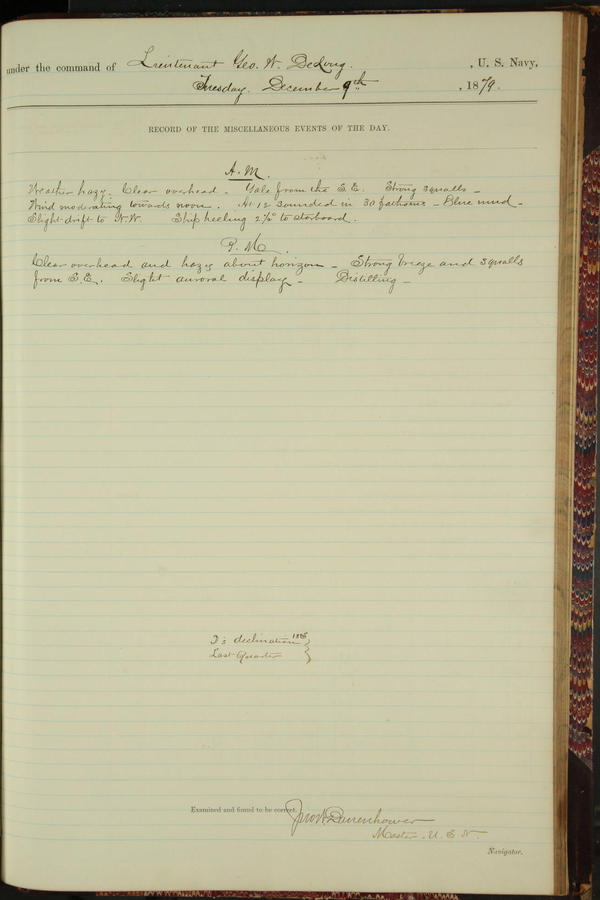 under the command of Lieutenant Geo. W. DeLong. , U. S. Navy,
Tuesday, December 9th , 1879.
RECORD OF THE MISCELLANEOUS EVENTS OF THE DAY.
A. M.
Weather hazy. Clear overhead. Gale from the S. E. Strong squalls –
Wind moderating towards noon. At 12 sounded in 30 fathoms – Blue mud –
Slight drift to N. W. Ship heeling 2½° to starboard.
P. M.
Clear overhead and hazy about horizon – Strong breeze and squalls
from S. E. Slight auroral display – Distilling –
declination
Last Quarter
Examined and found to be correct.
Jno W Danenhower
Master. U. S. N.
Navigator.